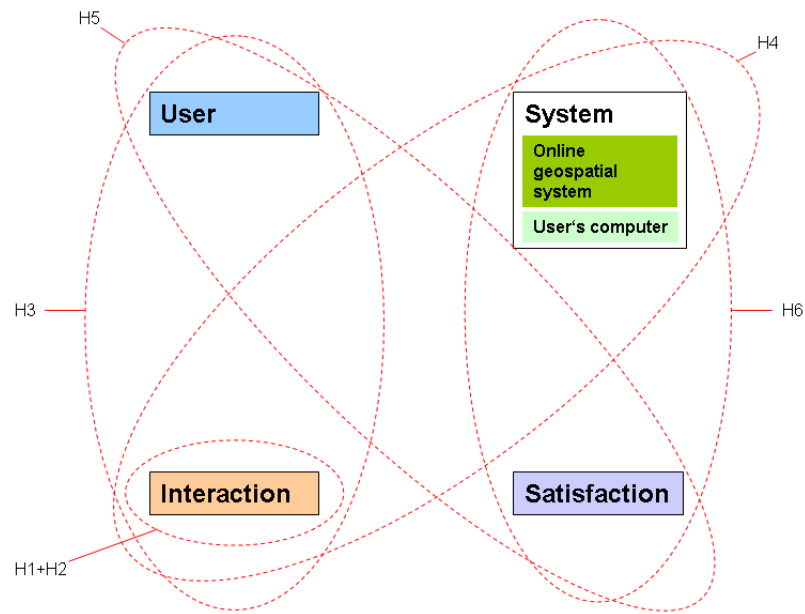 H5
H4
User
System
Online
geospatial
system
User's computer
H3
H6
Interaction
Satisfaction
H1+H2